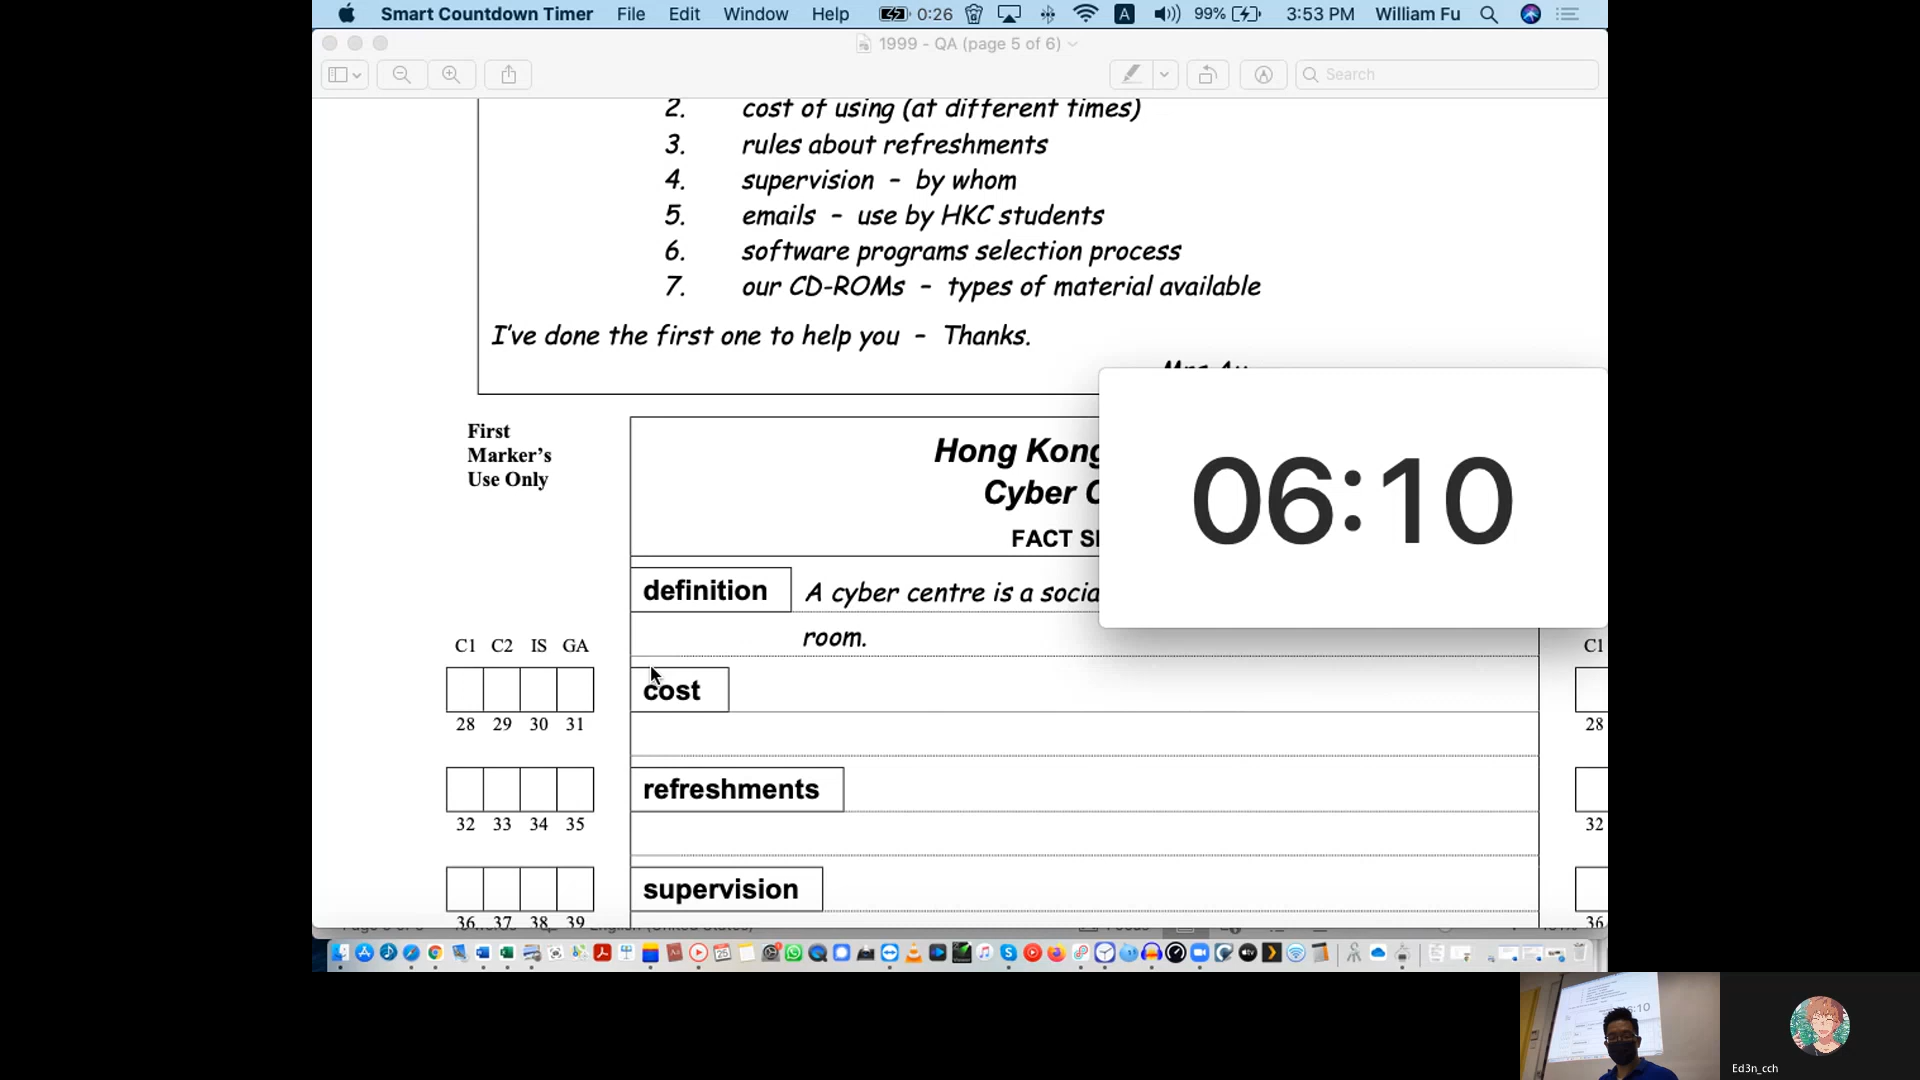 Smart Countdown Timer File Edit Window Help 0:26 A 99% 3:53 PM William Fu
1999 - QA (page 5 of 6)
Search
2. cost of using (at different times)
3. rules about refreshments
4. supervision – by whom
5. emails – use by HKC students
6. software programs selection process
7. our CD-ROMs – types of material available
I've done the first one to help you – Thanks.
First
Marker's
Use Only
Hong Kong
Cyber C
FACT S
06:10
definition A cyber centre is a socia
room.
C1 C2 IS GA C1
cost
28 29 30 31 28
refreshments
32 33 34 35 32
supervision
36 37 38 39 36
Ed3n_cch